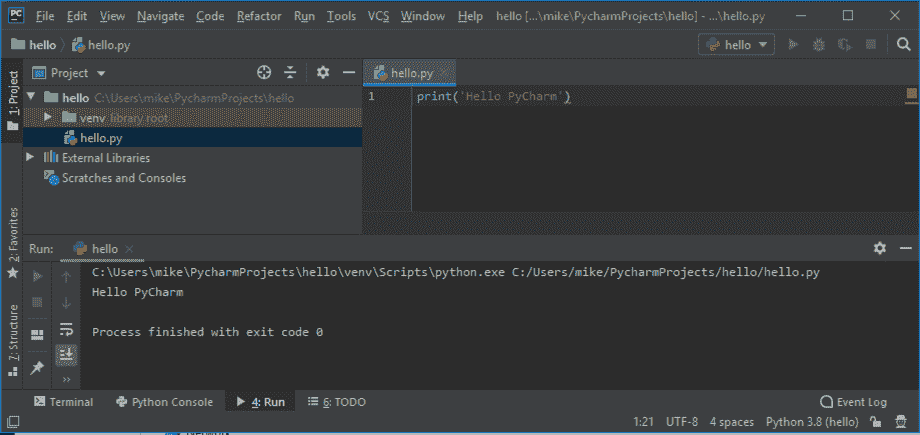 PC File Edit View Navigate Code Refactor Run Tools VCS Window Help hello [...\mike\PycharmProjects\hello] - ...\hello.py
hello hello.py hello
1: Project
Project
hello C:\Users\mike\PycharmProjects\hello
venv library root
hello.py
External Libraries
Scratches and Consoles
hello.py
1 print('Hello PyCharm')
2: Favorites
7: Structure
Run: hello
C:\Users\mike\PycharmProjects\hello\venv\Scripts\python.exe C:/Users/mike/PycharmProjects/hello/hello.py
Hello PyCharm
Process finished with exit code 0
Terminal Python Console 4: Run 6: TODO Event Log
1:21 UTF-8 4 spaces Python 3.8 (hello)